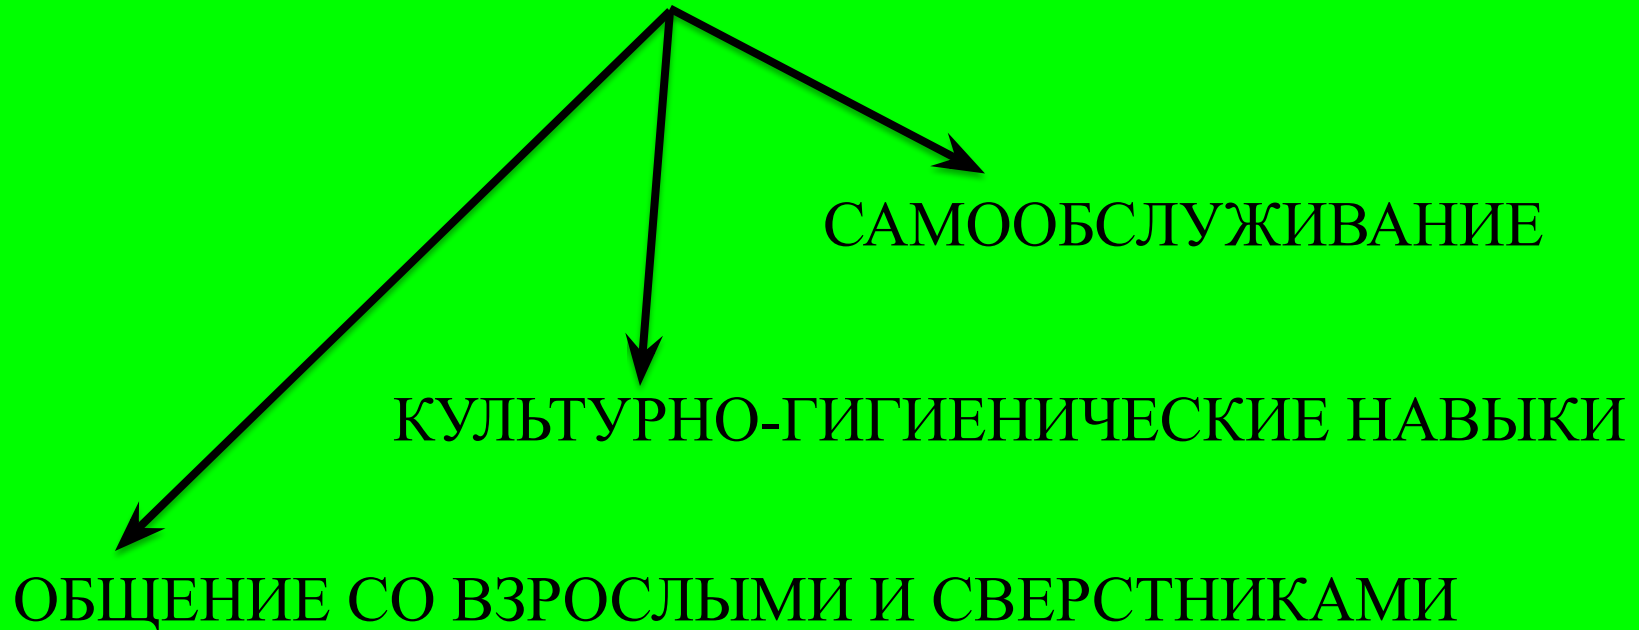 САМООБСЛУЖИВАНИЕ
КУЛЬТУРНО-ГИГИЕНИЧЕСКИЕ НАВЫКИ
ОБЩЕНИЕ СО ВЗРОСЛЫМИ И СВЕРСТНИКАМИ